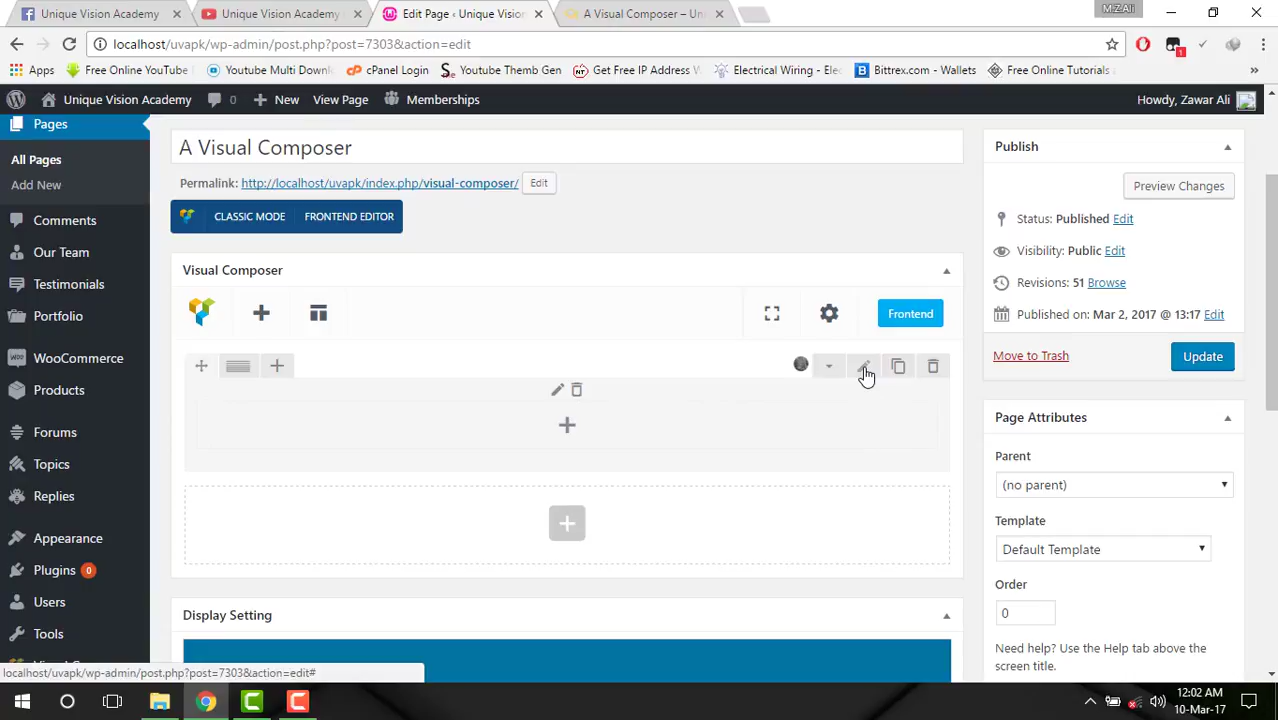 Unique Vision Academy
Unique Vision Academy
Edit Page ‹ Unique Vision
A Visual Composer – Un
M.Z.Ali
localhost/uvapk/wp-admin/post.php?post=7303&action=edit
Apps
Free Online YouTube
Youtube Multi Down
cPanel Login
Youtube Themb Gen
Get Free IP Address
Electrical Wiring - Elec
Bittrex.com - Wallets
Free Online Tutorials
»
1
Unique Vision Academy
0
New
View Page
Memberships
Howdy, Zawar Ali
Pages
All Pages
Add New
Comments
Our Team
Testimonials
Portfolio
WooCommerce
Products
Forums
Topics
Replies
Appearance
Plugins 0
Users
Tools
A Visual Composer
Permalink: http://localhost/uvapk/index.php/visual-composer/ Edit
CLASSIC MODE
FRONTEND EDITOR
Visual Composer
Frontend
Display Setting
Publish
Preview Changes
Status: Published Edit
Visibility: Public Edit
Revisions: 51 Browse
Published on: Mar 2, 2017 @ 13:17 Edit
Move to Trash
Update
Page Attributes
Parent
(no parent)
Template
Default Template
Order
0
Need help? Use the Help tab above the
screen title.
localhost/uvapk/wp-admin/post.php?post=7303&action=edit#
12:02 AM
10-Mar-17